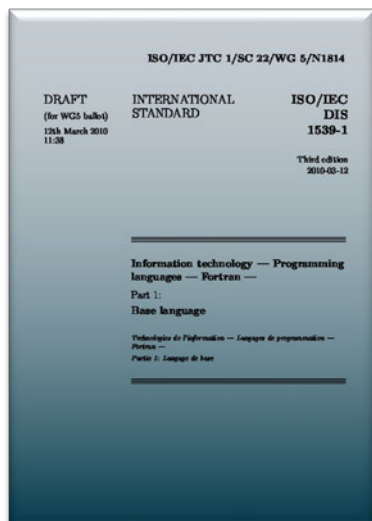 ISO/IEC JTC 1/SC 22/WG 5/N1814
DRAFT
(for WG5 ballot)
12th March 2010
11:38
INTERNATIONAL
STANDARD
ISO/IEC
DIS
1539-1
Third edition
2010-03-12
Information technology — Programming
languages — Fortran —
Part 1:
Base language
Technologies de l'information — Langages de programmation —
Fortran —
Partie 1: Langage de base